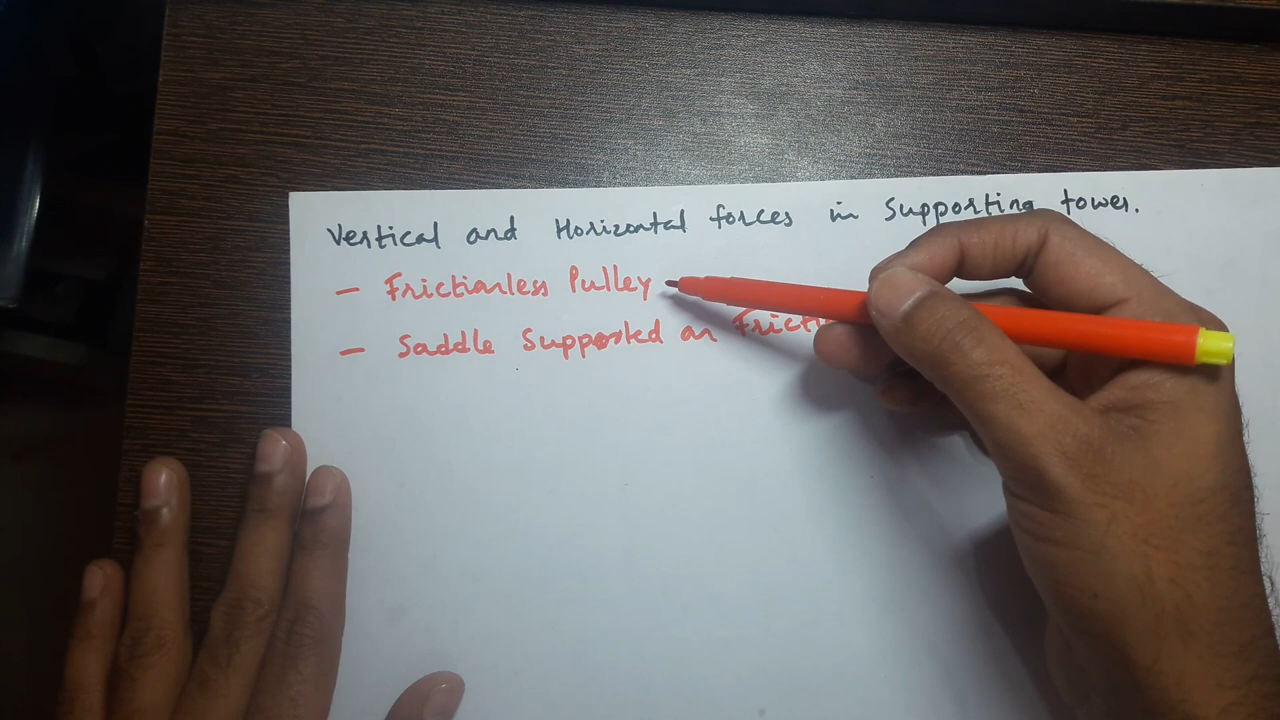 Vertical and Horizontal forces in Supporting tower.
- Frictionless Pulley
- Saddle Supported on